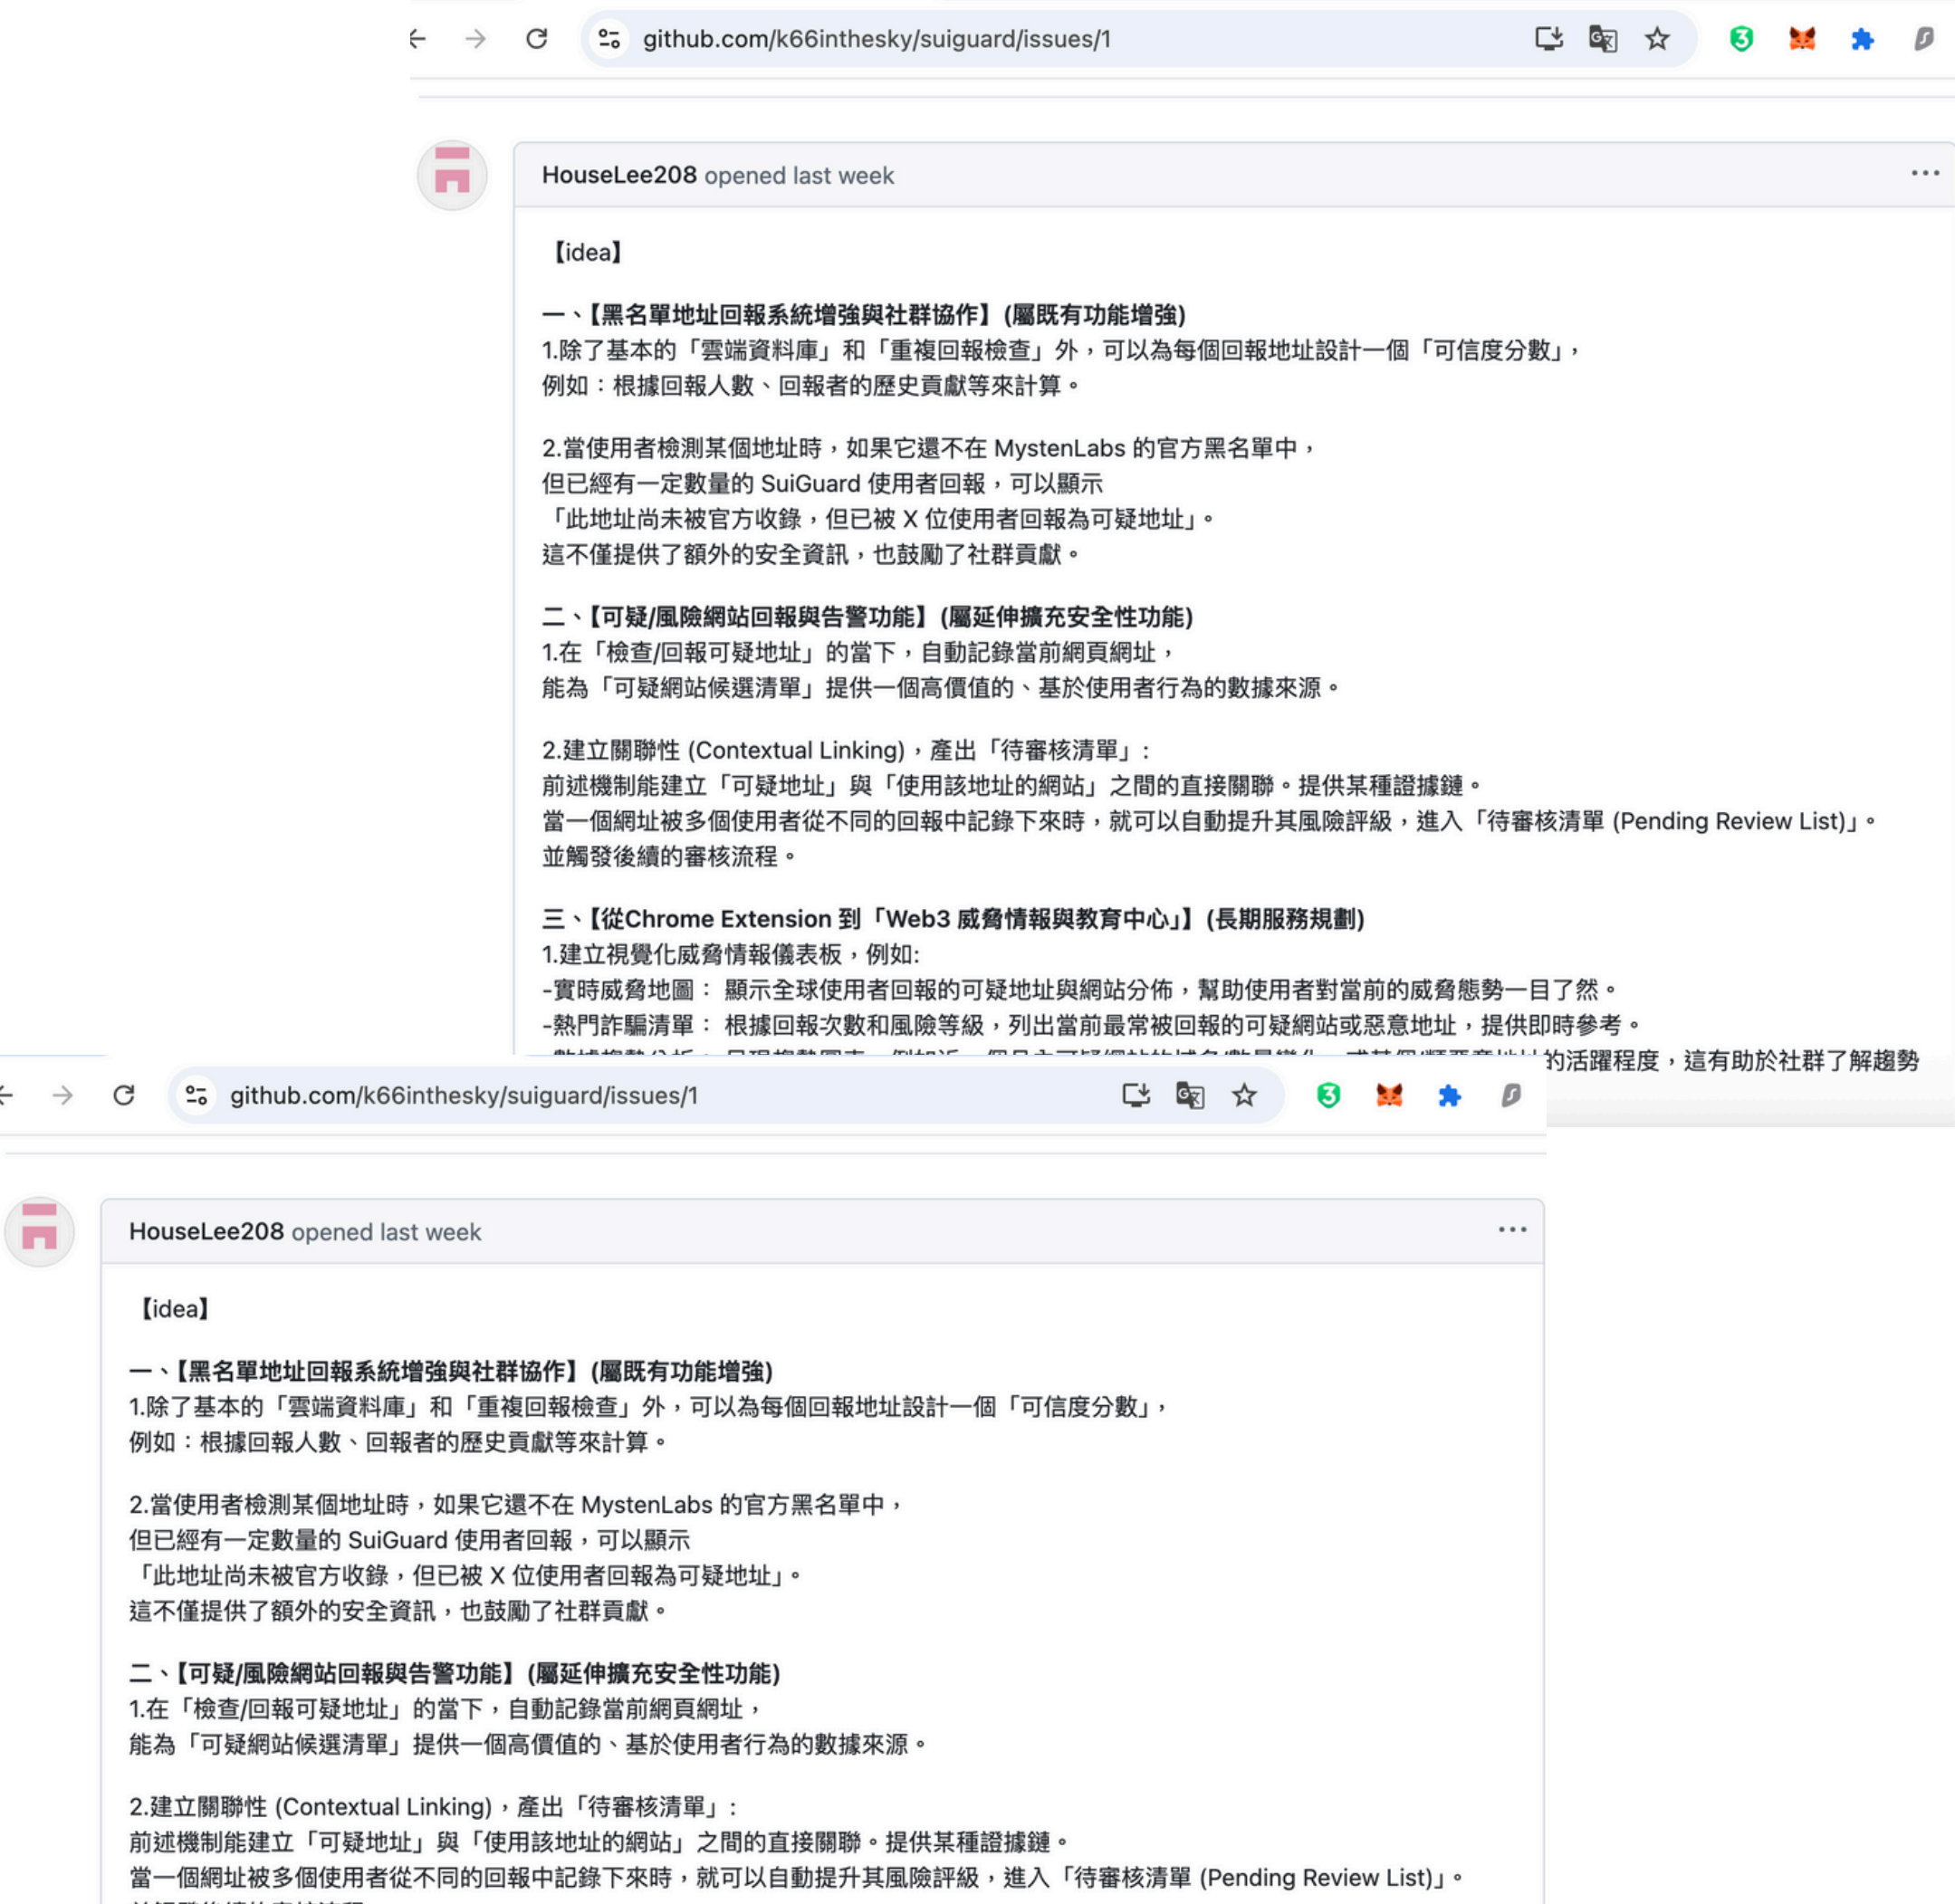 github.com/k66inthesky/suiguard/issues/1
HouseLee208 opened last week
【idea】
一、【黑名單地址回報系統增強與社群協作】(屬既有功能增強)
1.除了基本的「雲端資料庫」和「重複回報檢查」外，可以為每個回報地址設計一個「可信度分數」，
例如：根據回報人數、回報者的歷史貢獻等來計算。
2.當使用者檢測某個地址時，如果它還不在 MystenLabs 的官方黑名單中，
但已經有一定數量的 SuiGuard 使用者回報，可以顯示
「此地址尚未被官方收錄，但已被 X 位使用者回報為可疑地址」。
這不僅提供了額外的安全資訊，也鼓勵了社群貢獻。
二、【可疑/風險網站回報與告警功能】(屬延伸擴充安全性功能)
1.在「檢查/回報可疑地址」的當下，自動記錄當前網頁網址，
能為「可疑網站候選清單」提供一個高價值的、基於使用者行為的數據來源。
2.建立關聯性 (Contextual Linking)，產出「待審核清單」:
前述機制能建立「可疑地址」與「使用該地址的網站」之間的直接關聯。提供某種證據鏈。
當一個網址被多個使用者從不同的回報中記錄下來時，就可以自動提升其風險評級，進入「待審核清單 (Pending Review List)」。
並觸發後續的審核流程。
三、【從Chrome Extension 到「Web3 威脅情報與教育中心」】(長期服務規劃)
1.建立視覺化威脅情報儀表板，例如:
-實時威脅地圖： 顯示全球使用者回報的可疑地址與網站分佈，幫助使用者對當前的威脅態勢一目了然。
-熱門詐騙清單： 根據回報次數和風險等級，列出當前最常被回報的可疑網站或惡意地址，提供即時參考。
的活躍程度，這有助於社群了解趨勢
github.com/k66inthesky/suiguard/issues/1
HouseLee208 opened last week
【idea】
一、【黑名單地址回報系統增強與社群協作】(屬既有功能增強)
1.除了基本的「雲端資料庫」和「重複回報檢查」外，可以為每個回報地址設計一個「可信度分數」，
例如：根據回報人數、回報者的歷史貢獻等來計算。
2.當使用者檢測某個地址時，如果它還不在 MystenLabs 的官方黑名單中，
但已經有一定數量的 SuiGuard 使用者回報，可以顯示
「此地址尚未被官方收錄，但已被 X 位使用者回報為可疑地址」。
這不僅提供了額外的安全資訊，也鼓勵了社群貢獻。
二、【可疑/風險網站回報與告警功能】(屬延伸擴充安全性功能)
1.在「檢查/回報可疑地址」的當下，自動記錄當前網頁網址，
能為「可疑網站候選清單」提供一個高價值的、基於使用者行為的數據來源。
2.建立關聯性 (Contextual Linking)，產出「待審核清單」:
前述機制能建立「可疑地址」與「使用該地址的網站」之間的直接關聯。提供某種證據鏈。
當一個網址被多個使用者從不同的回報中記錄下來時，就可以自動提升其風險評級，進入「待審核清單 (Pending Review List)」。